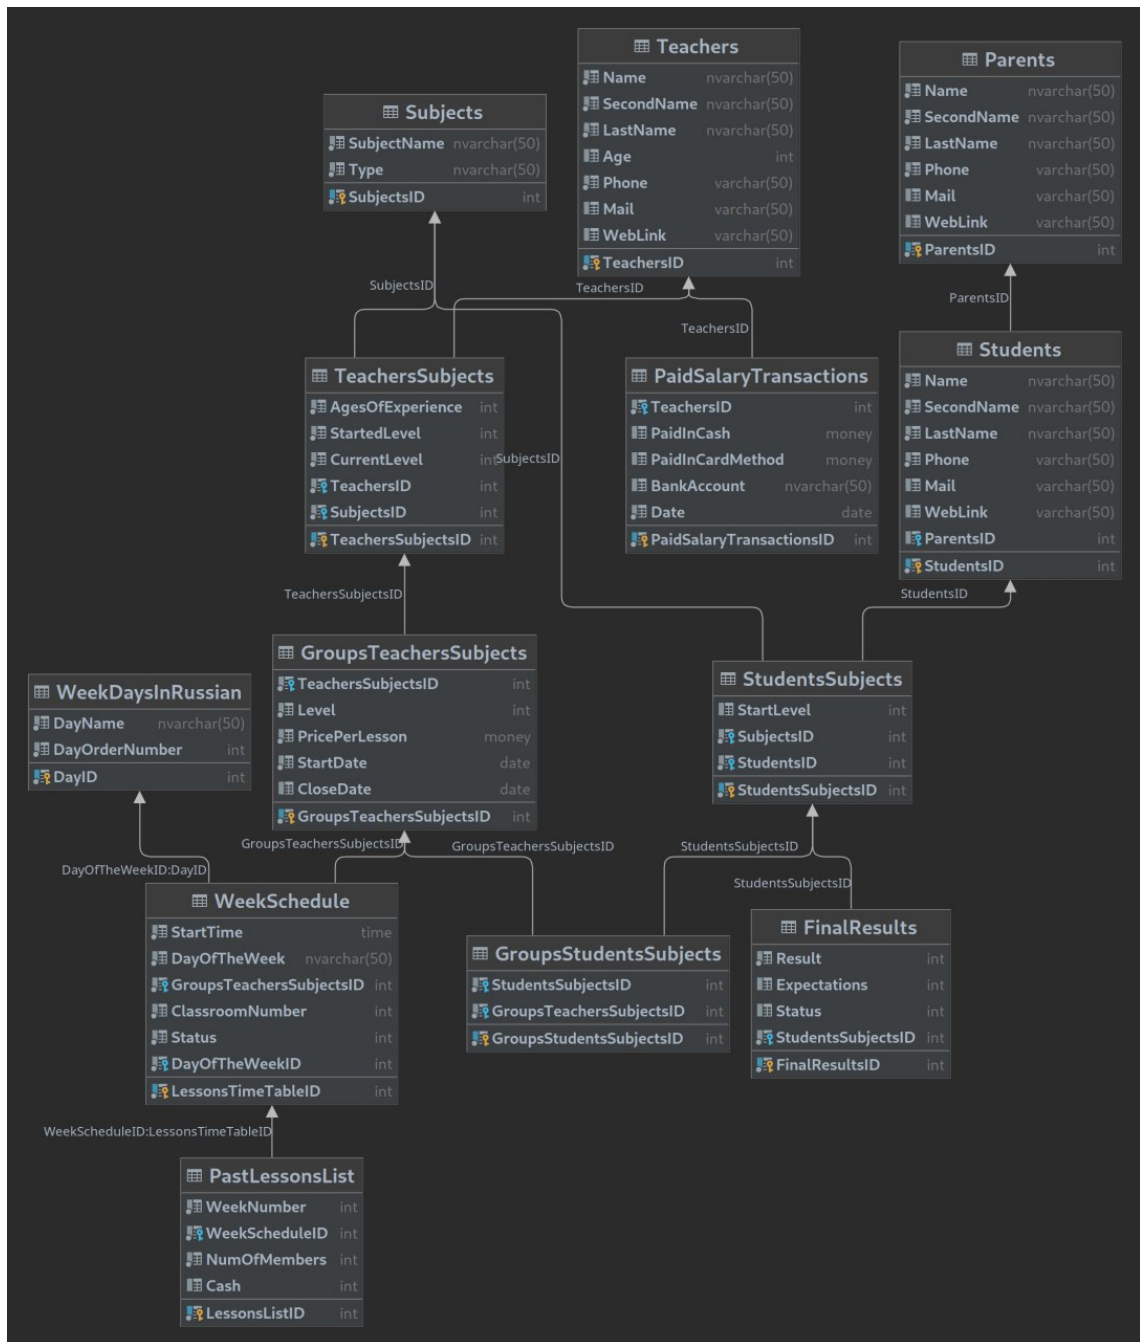 Teachers
Name nvarchar(50)
SecondName nvarchar(50)
LastName nvarchar(50)
Age int
Phone varchar(50)
Mail varchar(50)
WebLink varchar(50)
TeachersID int
Parents
Name nvarchar(50)
SecondName nvarchar(50)
LastName nvarchar(50)
Phone varchar(50)
Mail varchar(50)
WebLink varchar(50)
ParentsID int
Subjects
SubjectName nvarchar(50)
Type nvarchar(50)
SubjectsID int
SubjectsID
TeachersID
TeachersID
ParentsID
TeachersSubjects
AgesOfExperience int
StartedLevel int
CurrentLevel int
TeachersID int
SubjectsID int
TeachersSubjectsID int
SubjectsID
PaidSalaryTransactions
TeachersID int
PaidInCash money
PaidInCardMethod money
BankAccount nvarchar(50)
Date date
PaidSalaryTransactionsID int
Students
Name nvarchar(50)
SecondName nvarchar(50)
LastName nvarchar(50)
Phone varchar(50)
Mail varchar(50)
WebLink varchar(50)
ParentsID int
StudentsID int
TeachersSubjectsID
StudentsID
GroupsTeachersSubjects
TeachersSubjectsID int
Level int
PricePerLesson money
StartDate date
CloseDate date
GroupsTeachersSubjectsID int
StudentsSubjects
StartLevel int
SubjectsID int
StudentsID int
StudentsSubjectsID int
WeekDaysInRussian
DayName nvarchar(50)
DayOrderNumber int
DayID int
GroupsTeachersSubjectsID
GroupsTeachersSubjectsID
StudentsSubjectsID
DayOfTheWeekID:DayID
StudentsSubjectsID
WeekSchedule
StartTime time
DayOfTheWeek nvarchar(50)
GroupsTeachersSubjectsID int
ClassroomNumber int
Status int
DayOfTheWeekID int
LessonsTimeTableID int
GroupsStudentsSubjects
StudentsSubjectsID int
GroupsTeachersSubjectsID int
GroupsStudentsSubjectsID int
FinalResults
Result int
Expectations int
Status int
StudentsSubjectsID int
FinalResultsID int
WeekScheduleID:LessonsTimeTableID
PastLessonsList
WeekNumber int
WeekScheduleID int
NumOfMembers int
Cash int
LessonsListID int